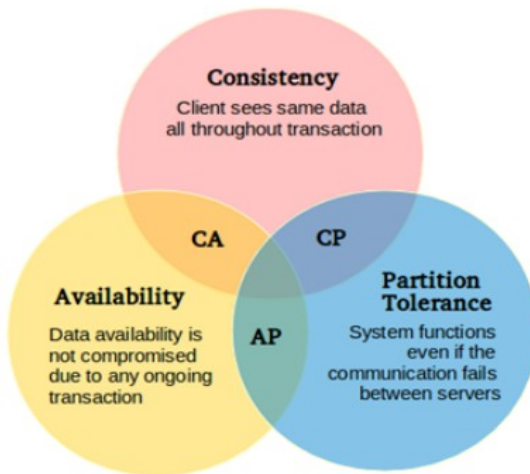 Consistency
Client sees same data
all throughout transaction
CA
CP
Availability
Data availability is
not compromised
due to any ongoing
transaction
AP
Partition
Tolerance
System functions
even if the
communication fails
between servers